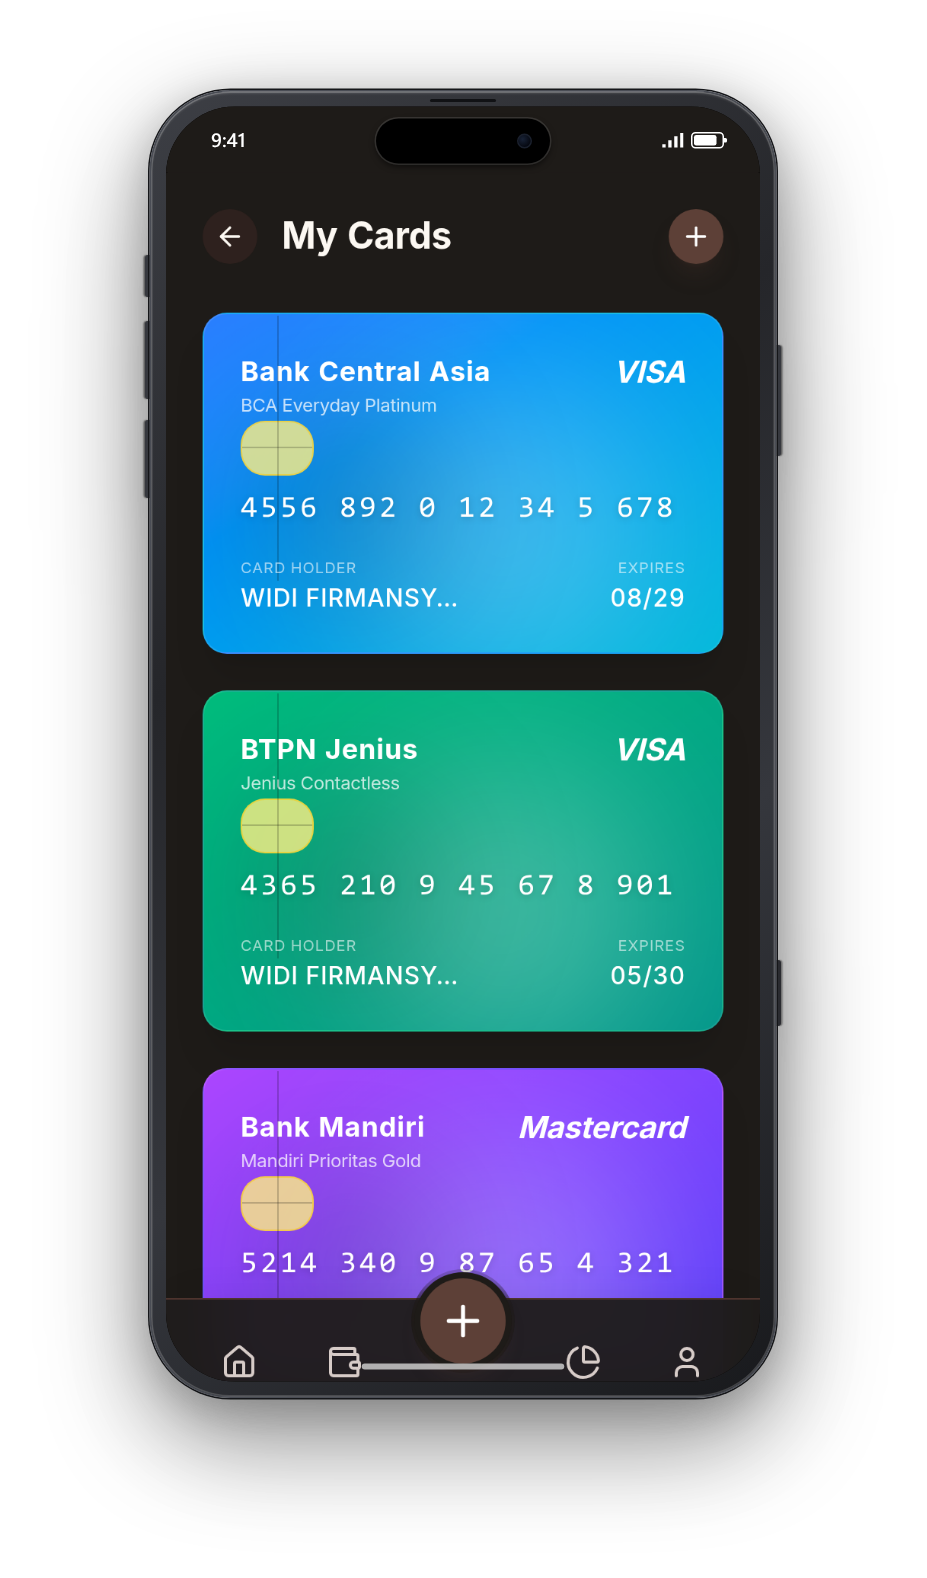 9:41
My Cards
Bank Central Asia VISA
BCA Everyday Platinum
4556 892 0 12 34 5 678
CARD HOLDER EXPIRES
WIDI FIRMANSY... 08/29
BTPN Jenius VISA
Jenius Contactless
4365 210 9 45 67 8 901
CARD HOLDER EXPIRES
WIDI FIRMANSY... 05/30
Bank Mandiri Mastercard
Mandiri Prioritas Gold
5214 340 9 87 65 4 321